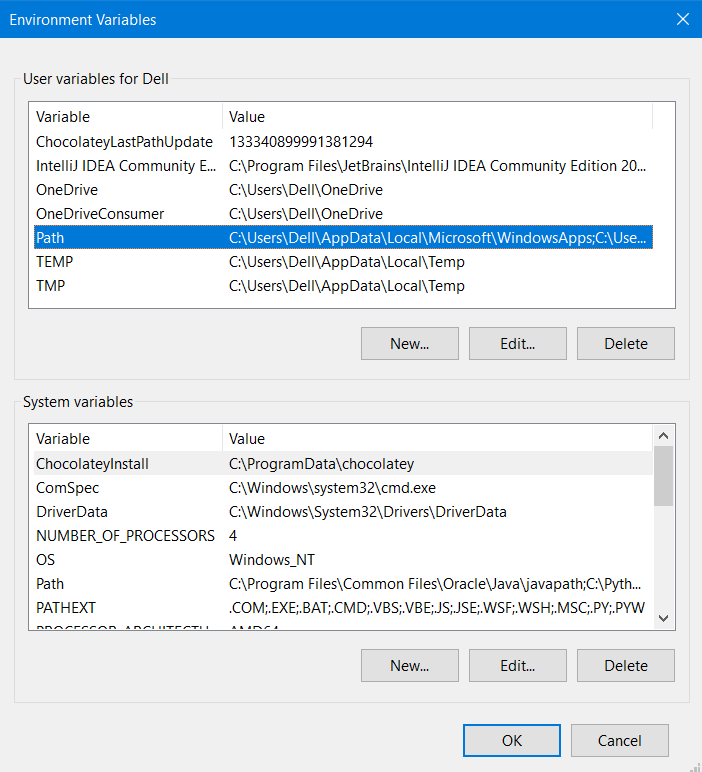 Environment Variables
User variables for Dell
Variable Value
ChocolateyLastPathUpdate 133340899991381294
IntelliJ IDEA Community E... C:\Program Files\JetBrains\IntelliJ IDEA Community Edition 20...
OneDrive C:\Users\Dell\OneDrive
OneDriveConsumer C:\Users\Dell\OneDrive
Path C:\Users\Dell\AppData\Local\Microsoft\WindowsApps;C:\Use...
TEMP C:\Users\Dell\AppData\Local\Temp
TMP C:\Users\Dell\AppData\Local\Temp
New... Edit... Delete
System variables
Variable Value
ChocolateyInstall C:\ProgramData\chocolatey
ComSpec C:\Windows\system32\cmd.exe
DriverData C:\Windows\System32\Drivers\DriverData
NUMBER_OF_PROCESSORS 4
OS Windows_NT
Path C:\Program Files\Common Files\Oracle\Java\javapath;C:\Pyth...
PATHEXT .COM;.EXE;.BAT;.CMD;.VBS;.VBE;.JS;.JSE;.WSF;.WSH;.MSC;.PY;.PYW
PROCESSOR_ARCHITECTU AMD64
New... Edit... Delete
OK Cancel